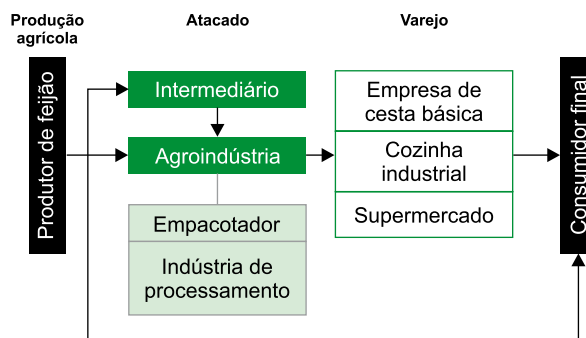 Produção
agrícola
Atacado
Varejo
Produtor de feijão
Intermediário
Agroindústria
Empacotador
Indústria de
processamento
Empresa de
cesta básica
Cozinha
industrial
Supermercado
Consumidor final